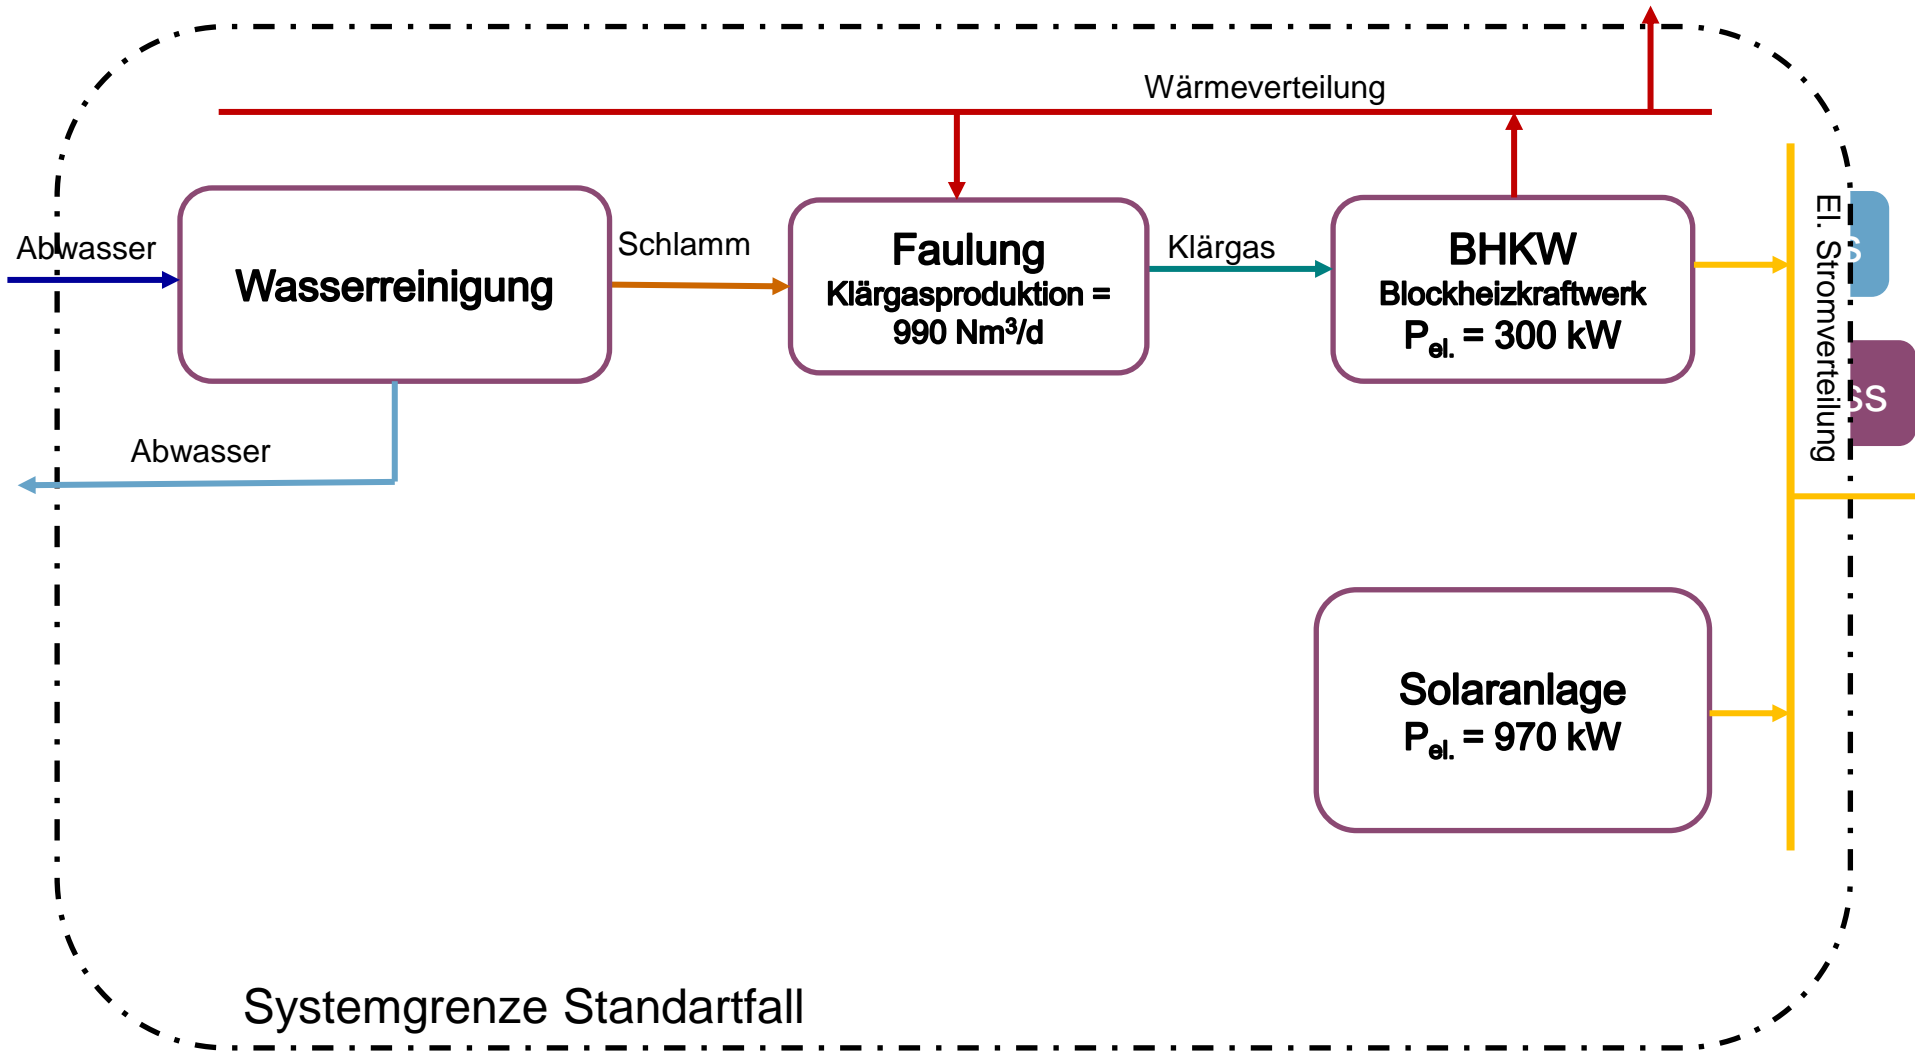 Wärmeverteilung
Abwasser
Wasserreinigung
Schlamm
Faulung
Klärgasproduktion =
990 Nm³/d
Klärgas
BHKW
Blockheizkraftwerk
Pel. = 300 kW
El. Stromverteilung
s
ss
Abwasser
Solaranlage
Pel. = 970 kW
Systemgrenze Standartfall